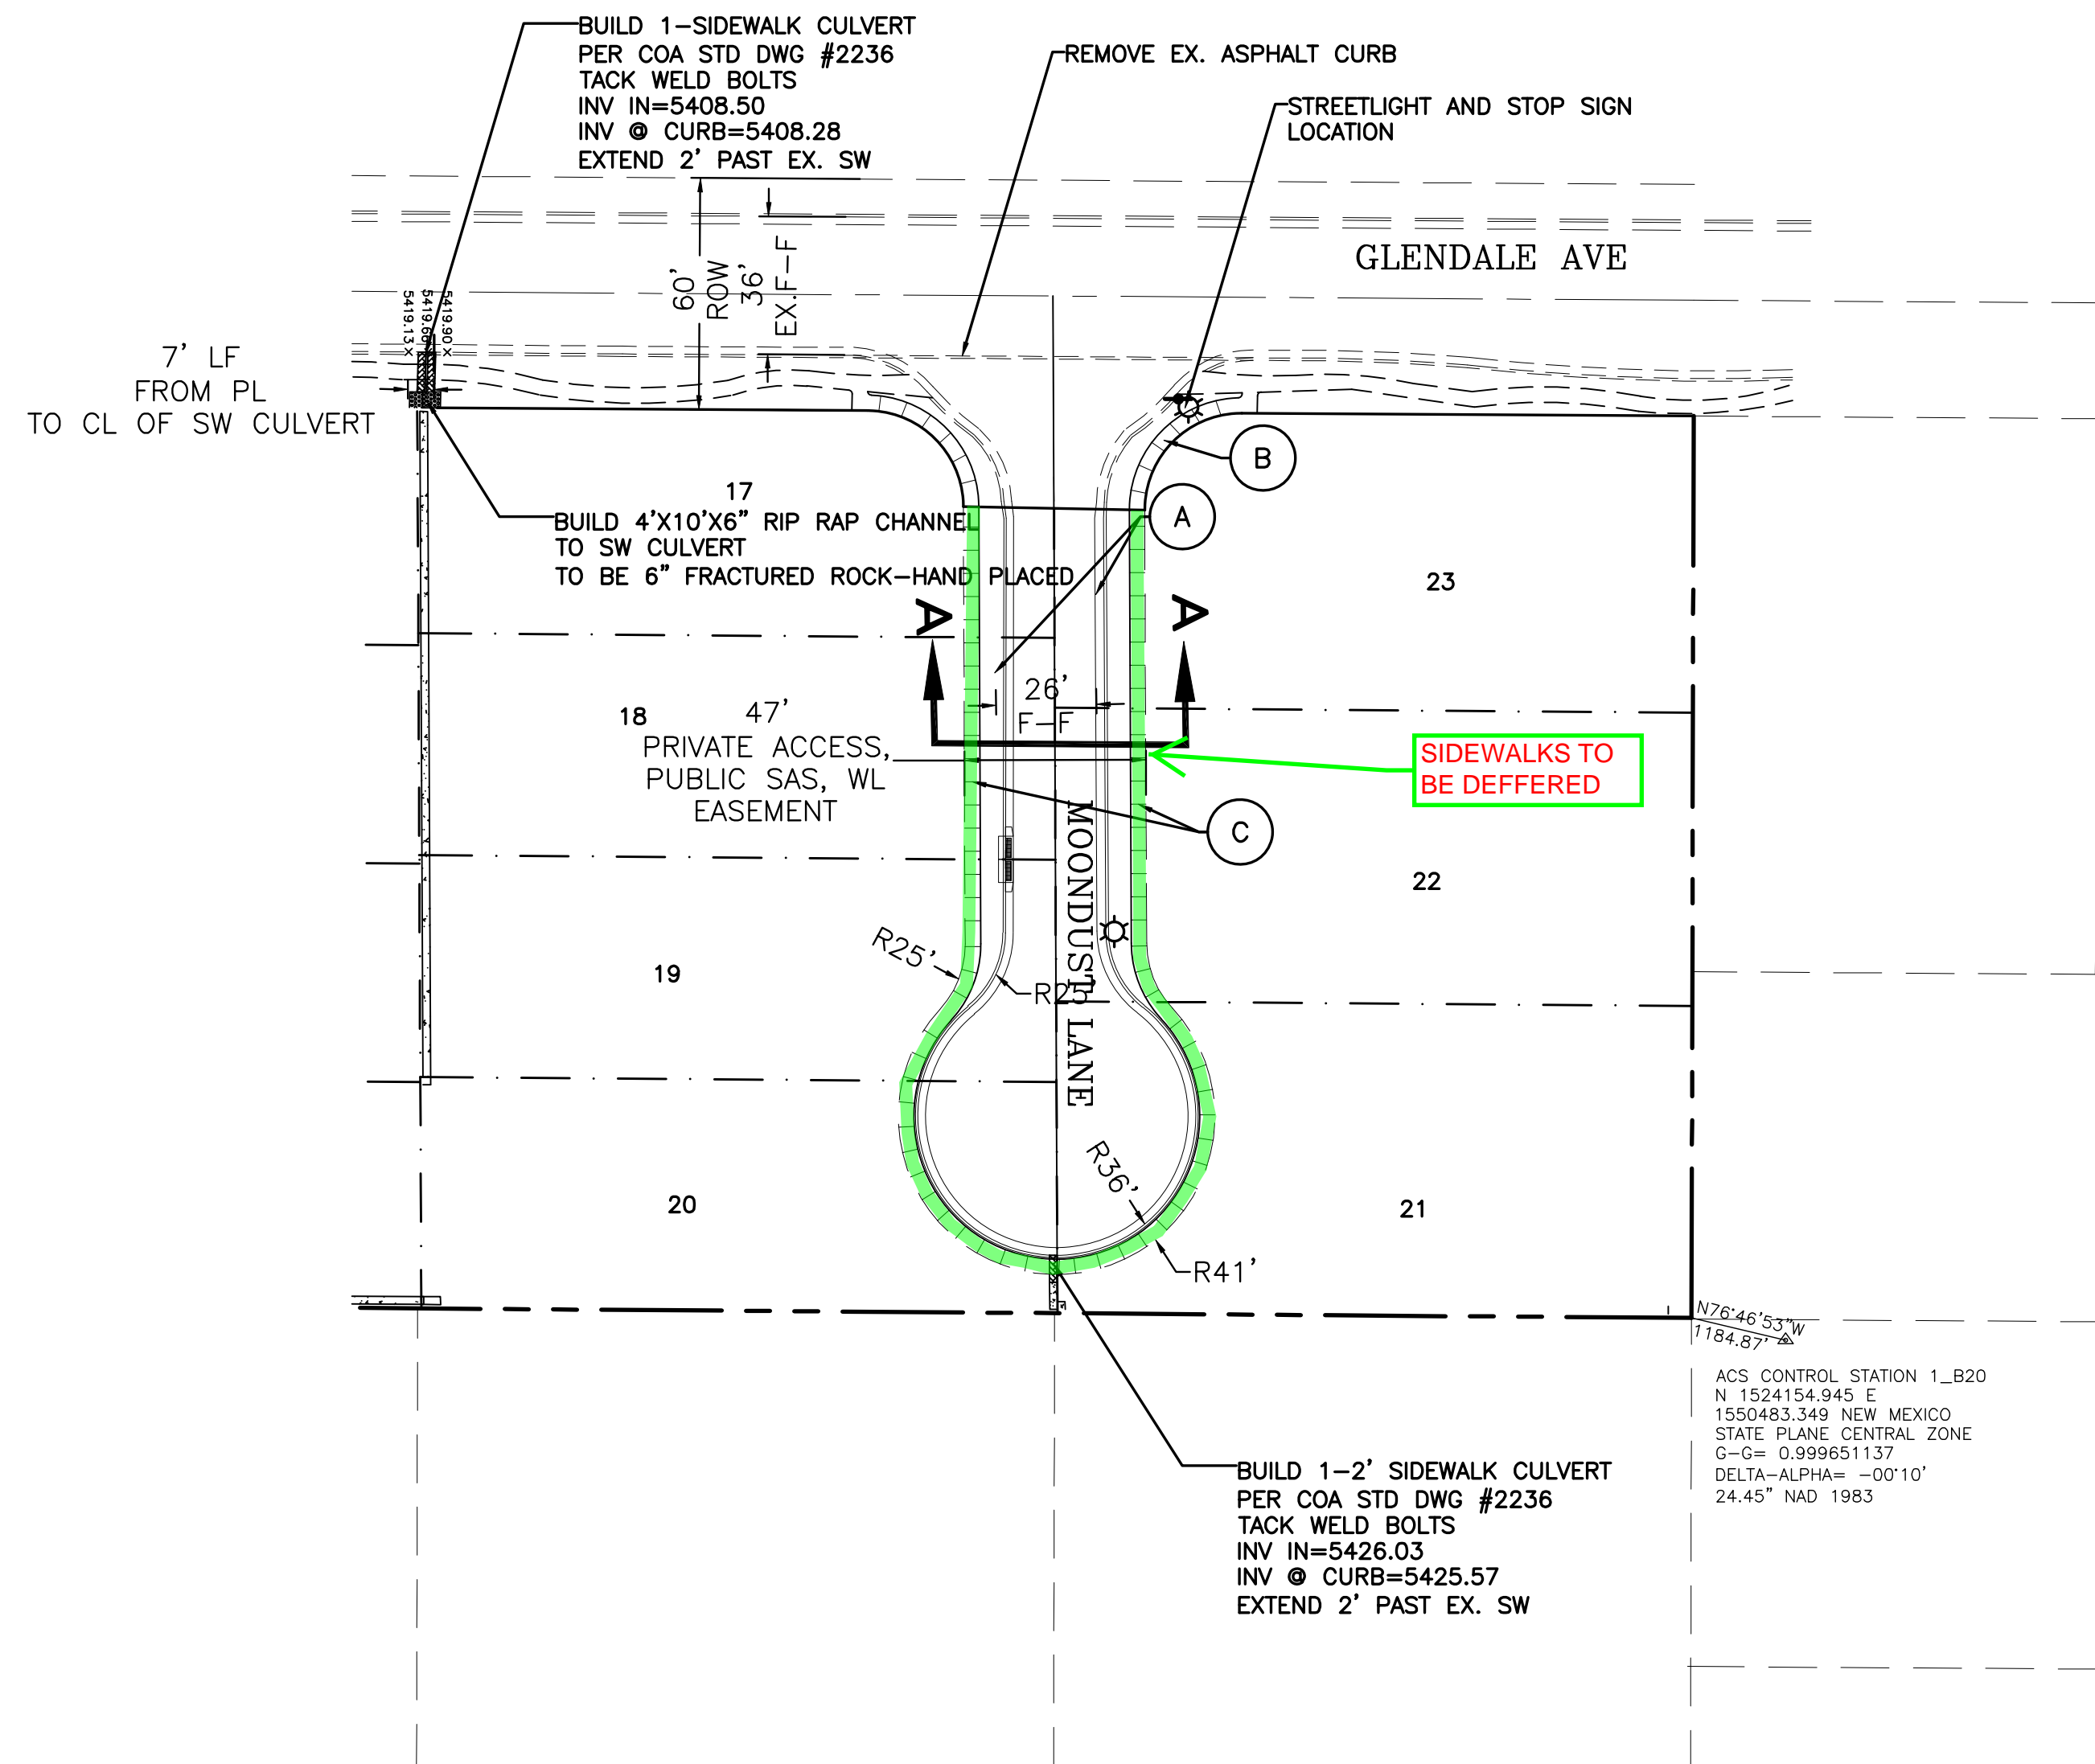 BUILD 1-SIDEWALK CULVERT
PER COA STD DWG #2236
TACK WELD BOLTS
INV IN=5408.50
INV @ CURB=5408.28
EXTEND 2' PAST EX. SW
REMOVE EX. ASPHALT CURB
STREETLIGHT AND STOP SIGN
LOCATION
GLENDALE AVE
60'
ROW
36'
EX.F-F
5419.13 X
5419.6
5419.90 X
7' LF
FROM PL
TO CL OF SW CULVERT
B
A
17
BUILD 4'X10'X6" RIP RAP CHANNEL
TO SW CULVERT
TO BE 6" FRACTURED ROCK-HAND PLACED
23
A
A
26'
F-F
18
47'
PRIVATE ACCESS,
PUBLIC SAS, WL
EASEMENT
SIDEWALKS TO
BE DEFFERED
C
MOONDUST LANE
22
R25'
R25'
19
R36'
20
21
R41'
N76°46'53"W
1184.87'
ACS CONTROL STATION 1_B20
N 1524154.945 E
1550483.349 NEW MEXICO
STATE PLANE CENTRAL ZONE
G-G= 0.999651137
DELTA-ALPHA= -00°10'
24.45" NAD 1983
BUILD 1-2' SIDEWALK CULVERT
PER COA STD DWG #2236
TACK WELD BOLTS
INV IN=5426.03
INV @ CURB=5425.57
EXTEND 2' PAST EX. SW